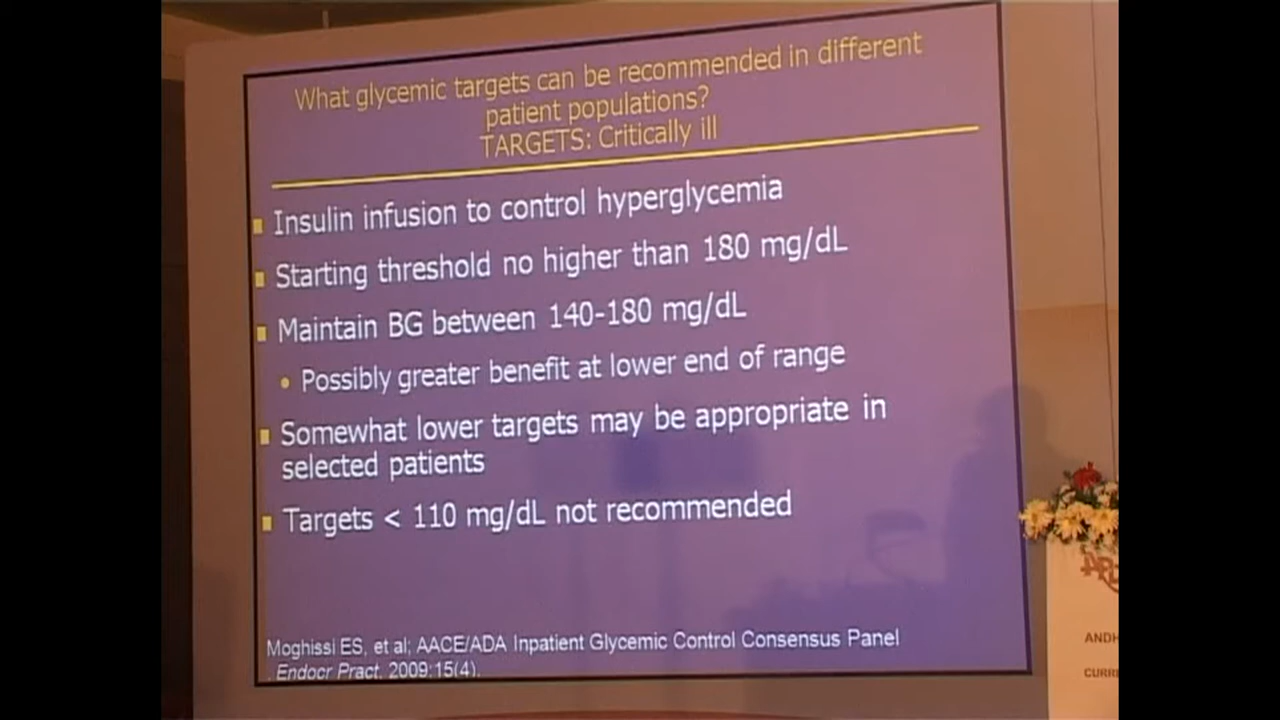 What glycemic targets can be recommended in different
patient populations?
TARGETS: Critically ill
Insulin infusion to control hyperglycemia
Starting threshold no higher than 180 mg/dL
Maintain BG between 140-180 mg/dL
Possibly greater benefit at lower end of range
Somewhat lower targets may be appropriate in
selected patients
Targets < 110 mg/dL not recommended
Moghissi ES, et al; AACE/ADA Inpatient Glycemic Control Consensus Panel
. Endocr Pract. 2009;15(4).
ANDH
CURRE